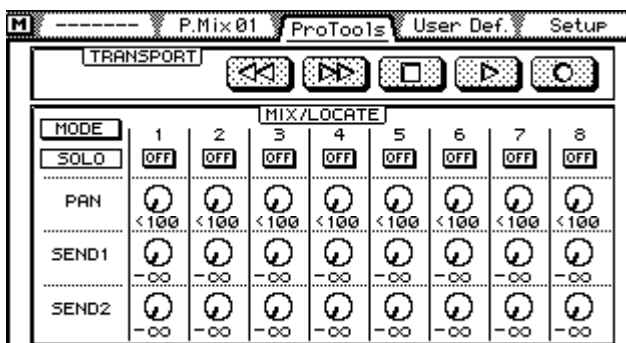 M ------- P.Mix01 ProTools User Def. Setup
TRANSPORT
MIX/LOCATE
MODE 1 2 3 4 5 6 7 8
SOLO OFF OFF OFF OFF OFF OFF OFF OFF
PAN
<100 <100 <100 <100 <100 <100 <100 <100
SEND1
-∞ -∞ -∞ -∞ -∞ -∞ -∞ -∞
SEND2
-∞ -∞ -∞ -∞ -∞ -∞ -∞ -∞